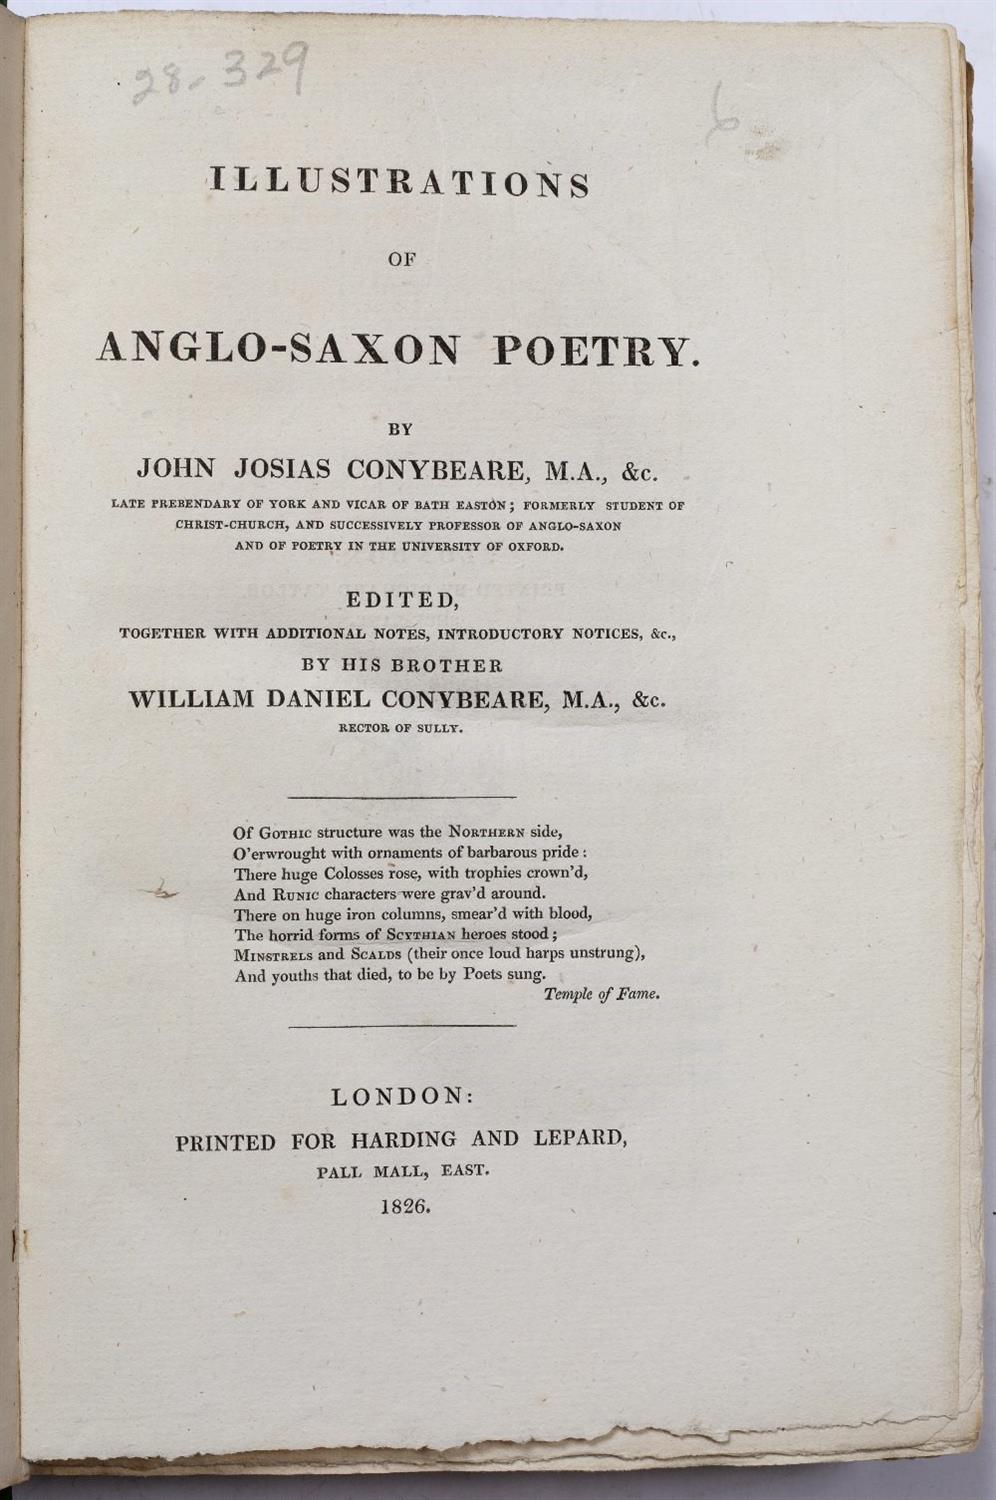 28.329
6
ILLUSTRATIONS
OF
ANGLO-SAXON POETRY.
BY
JOHN JOSIAS CONYBEARE, M.A., &c.
LATE PREBENDARY OF YORK AND VICAR OF BATH EASTON; FORMERLY STUDENT OF
CHRIST-CHURCH, AND SUCCESSIVELY PROFESSOR OF ANGLO-SAXON
AND OF POETRY IN THE UNIVERSITY OF OXFORD.
EDITED,
TOGETHER WITH ADDITIONAL NOTES, INTRODUCTORY NOTICES, &c.,
BY HIS BROTHER
WILLIAM DANIEL CONYBEARE, M.A., &c.
RECTOR OF SULLY.
Of GOTHIC structure was the NORTHERN side,
O'erwrought with ornaments of barbarous pride:
There huge Colosses rose, with trophies crown'd,
And RUNIC characters were grav'd around.
There on huge iron columns, smear'd with blood,
The horrid forms of SCYTHIAN heroes stood;
MINSTRELS and SCALDS (their once loud harps unstrung),
And youths that died, to be by Poets sung.
Temple of Fame.
LONDON:
PRINTED FOR HARDING AND LEPARD,
PALL MALL, EAST.
1826.